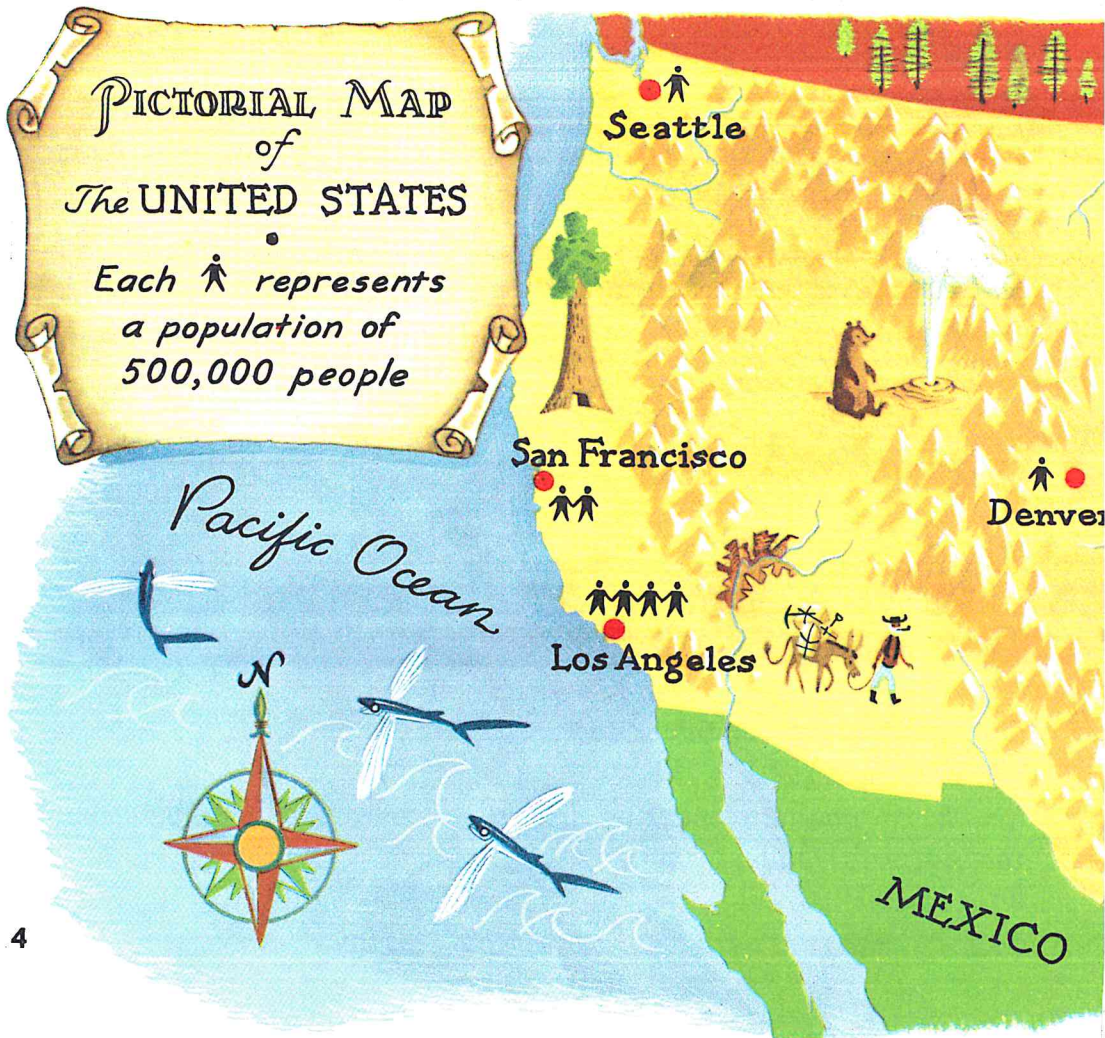 PICTORIAL MAP
of
The UNITED STATES
Each represents
a population of
500,000 people
Seattle
San Francisco
Denver
Pacific Ocean
Los Angeles
N
MEXICO
4